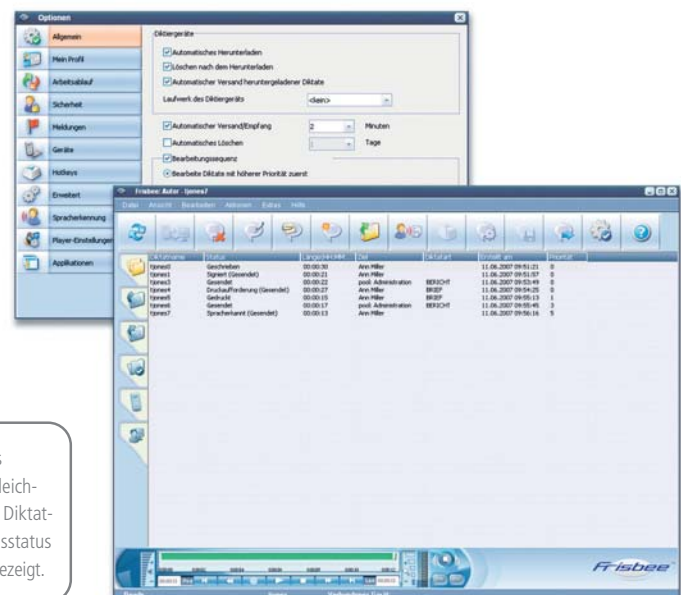 Optionen
Allgemein
Mein Profil
Arbeitsablauf
Sicherheit
Meldungen
Geräte
Hotkeys
Erweitert
Spracherkennung
Player-Einstellungen
Applikationen
Diktiergeräte
Automatisches Herunterladen
Löschen nach dem Herunterladen
Automatischer Versand heruntergeladener Diktate
Laufwerk des Diktiergeräts <kein>
Automatischer Versand/Empfang 2 Minuten
Automatisches Löschen Tage
Bearbeitungssequenz
Bearbeite Diktate mit höherer Priorität zuerst
Frisbee: Autor - tjones7
Datei Ansicht Bearbeiten Aktionen Extras Hilfe
Diktatname Status Länge(HH:MM... Ziel Diktatart Erstellt am Priorität
tjones0 Geschrieben 00:00:30 Ann Miller 11.06.2007 09:51:21 0
tjones1 Signiert (Gesendet) 00:00:21 Ann Miller 11.06.2007 09:51:57 0
tjones3 Gesendet 00:00:22 pool: Administration BERICHT 11.06.2007 09:53:49 0
tjones4 Druckaufforderung (Gesendet) 00:00:27 Ann Miller BRIEF 11.06.2007 09:54:25 0
tjones5 Gedruckt 00:00:15 Ann Miller BRIEF 11.06.2007 09:55:13 1
tjones6 Gesendet 00:00:17 pool: Administration BERICHT 11.06.2007 09:55:45 3
tjones7 Spracherkannt (Gesendet) 00:00:13 Ann Miller 11.06.2007 09:56:16 5
s
leich-
Diktat-
sstatus
ezeigt.
Frisbee